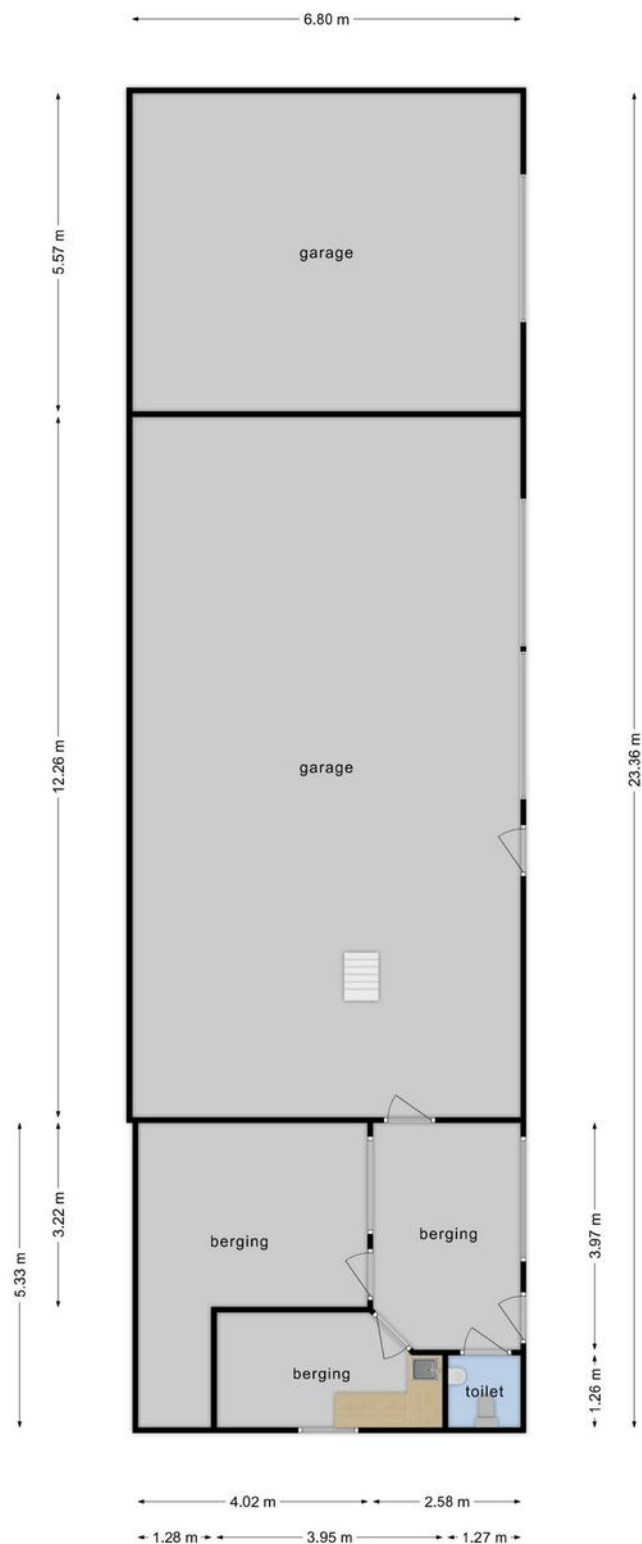 6.80 m
5.57 m
garage
12.26 m
garage
23.36 m
5.33 m
3.22 m
berging
berging
3.97 m
berging
toilet
1.26 m
4.02 m
2.58 m
1.28 m
3.95 m
1.27 m